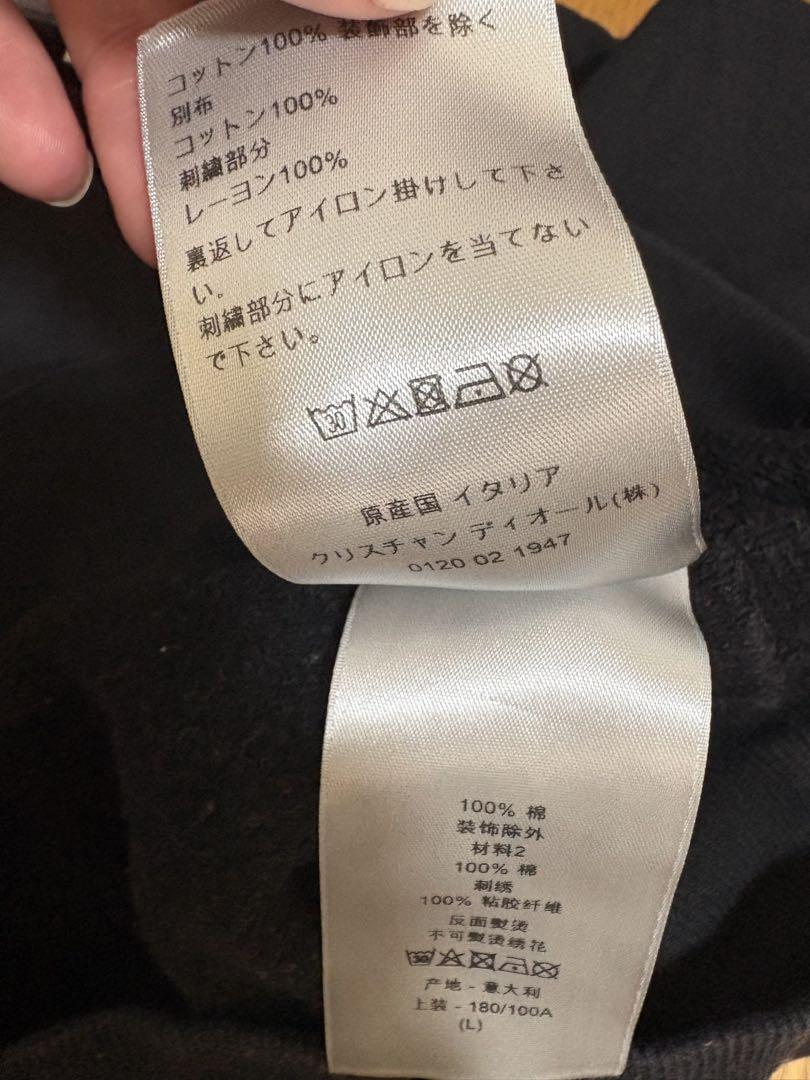 コットン100% 装飾部を除く
別布
コットン100%
刺繍部分
レーヨン100%
裏返してアイロン掛けして下さ
い。
刺繍部分にアイロンを当てない
で下さい。
30
原産国 イタリア
クリスチャン ディオール(株)
0120 02 1947
100% 棉
装饰除外
材料2
100% 棉
刺绣
100% 粘胶纤维
反面熨烫
不可熨烫绣花
30
产地 - 意大利
上装 - 180/100A
(L)